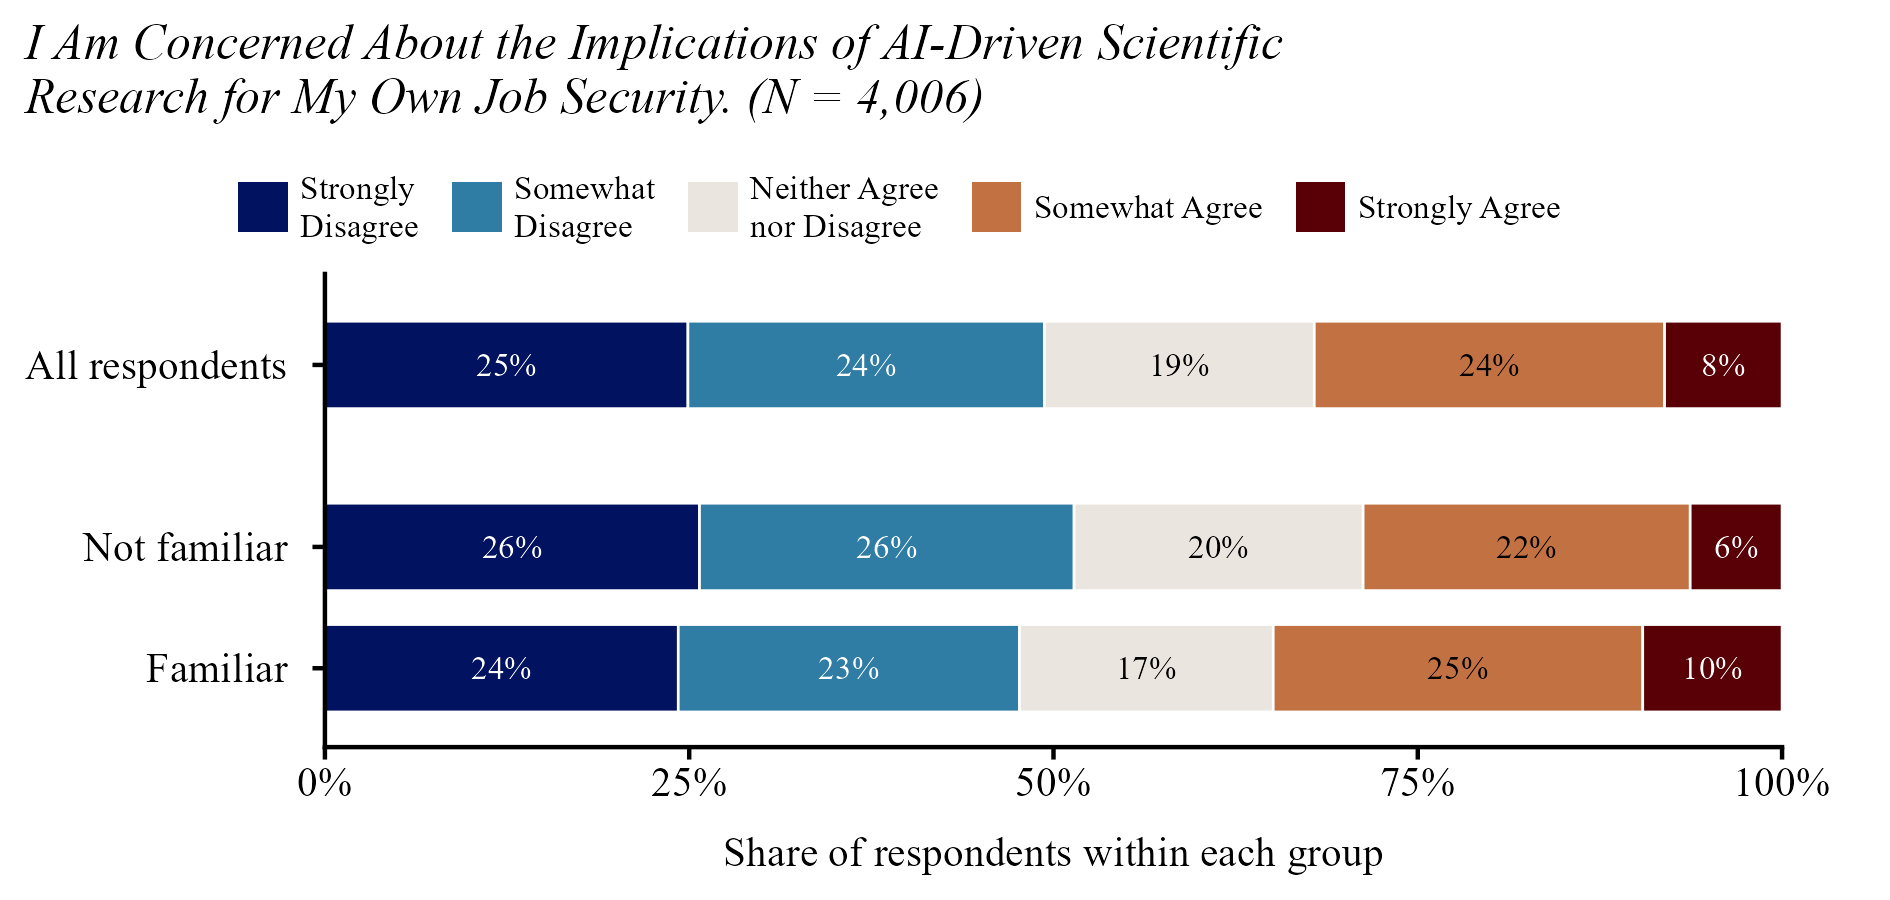 I Am Concerned About the Implications of AI-Driven Scientific
Research for My Own Job Security. (N = 4,006)
Strongly
Disagree
Somewhat
Disagree
Neither Agree
nor Disagree
Somewhat Agree
Strongly Agree
All respondents
25%
24%
19%
24%
8%
Not familiar
26%
26%
20%
22%
6%
Familiar
24%
23%
17%
25%
10%
0%
25%
50%
75%
100%
Share of respondents within each group